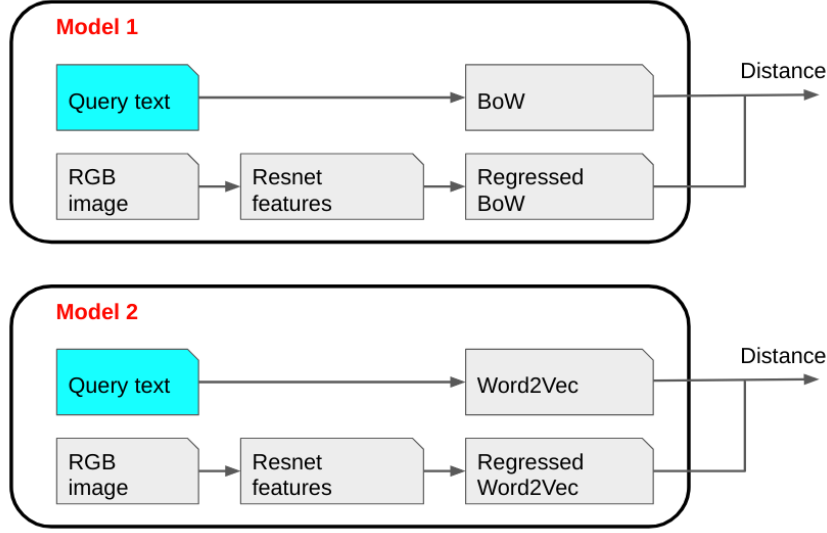 Model 1
Distance
Query text
BoW
RGB
image
Resnet
features
Regressed
BoW
Model 2
Distance
Query text
Word2Vec
RGB
image
Resnet
features
Regressed
Word2Vec